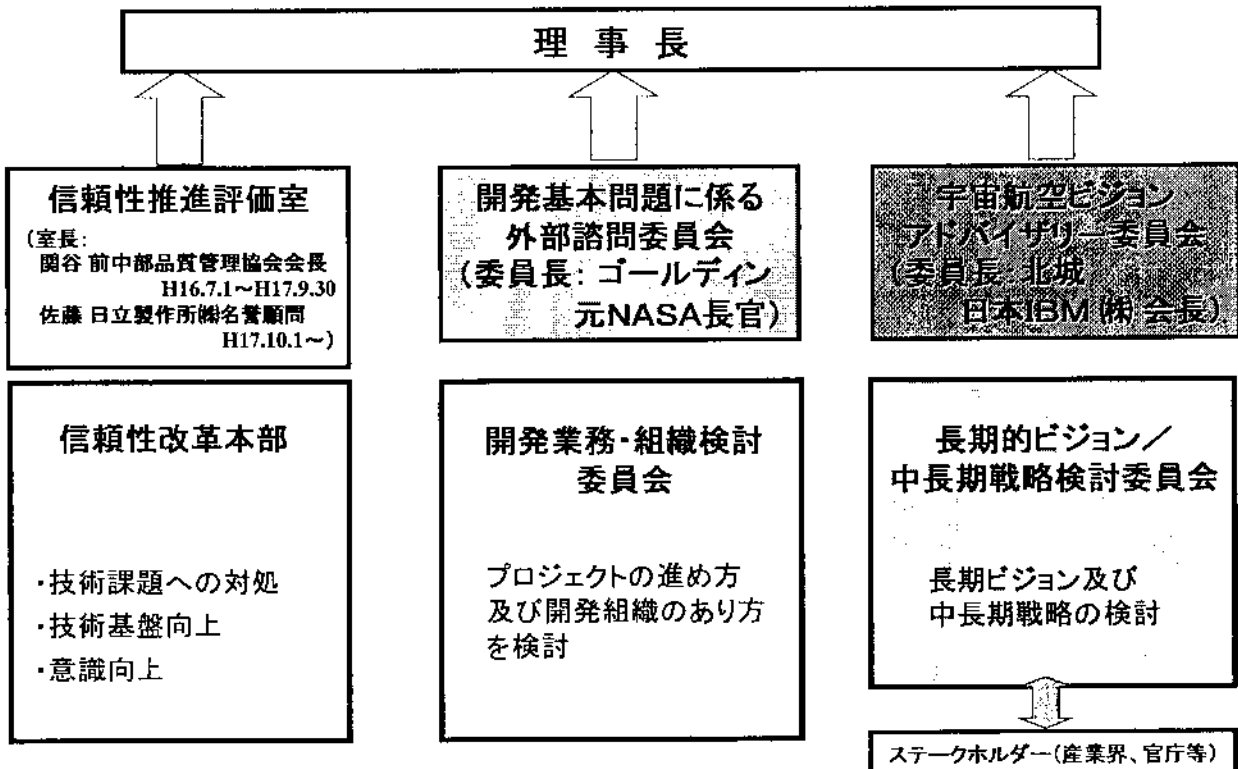 理 事 長
信頼性推進評価室
(室長:
関谷 前中部品質管理協会会長
H16.7.1～H17.9.30
佐藤 日立製作所㈱名誉顧問
H17.10.1～)
開発基本問題に係る
外部諮問委員会
(委員長: ゴールディン
元NASA長官)
宇宙航空ビジョン
アドバイザリー委員会
(委員長 北城
日本IBM(株)会長)
信頼性改革本部
・技術課題への対処
・技術基盤向上
・意識向上
開発業務・組織検討
委員会
プロジェクトの進め方
及び開発組織のあり方
を検討
長期的ビジョン／
中長期戦略検討委員会
長期ビジョン及び
中長期戦略の検討
ステークホルダー(産業界、官庁等)